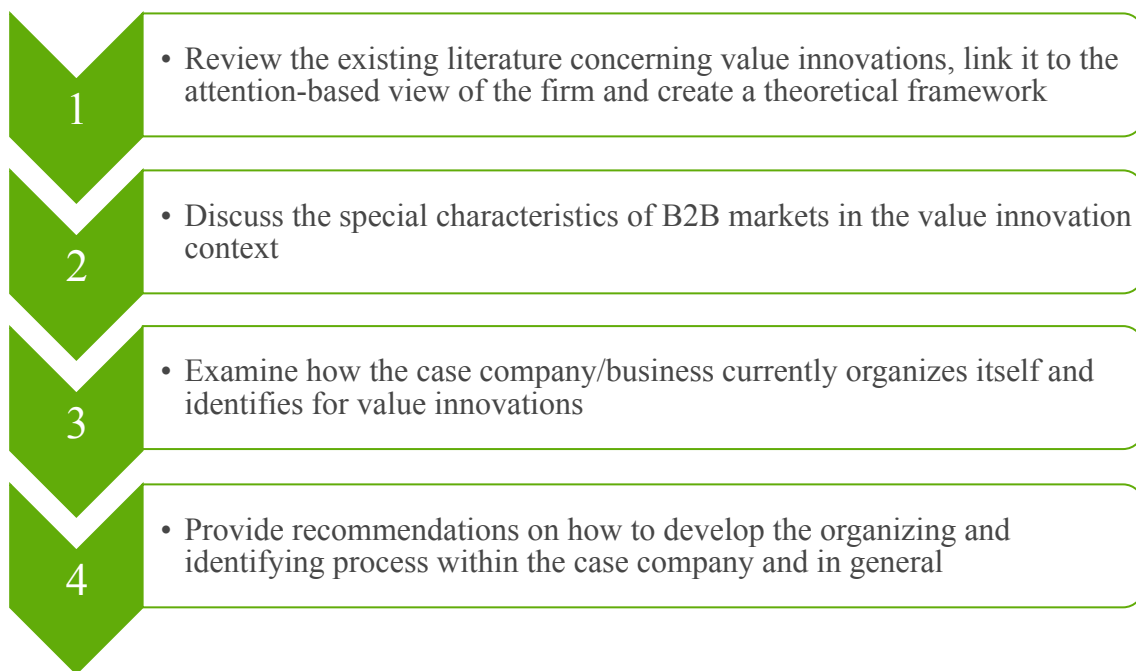 1
• Review the existing literature concerning value innovations, link it to the
attention-based view of the firm and create a theoretical framework
2
• Discuss the special characteristics of B2B markets in the value innovation
context
3
• Examine how the case company/business currently organizes itself and
identifies for value innovations
4
• Provide recommendations on how to develop the organizing and
identifying process within the case company and in general